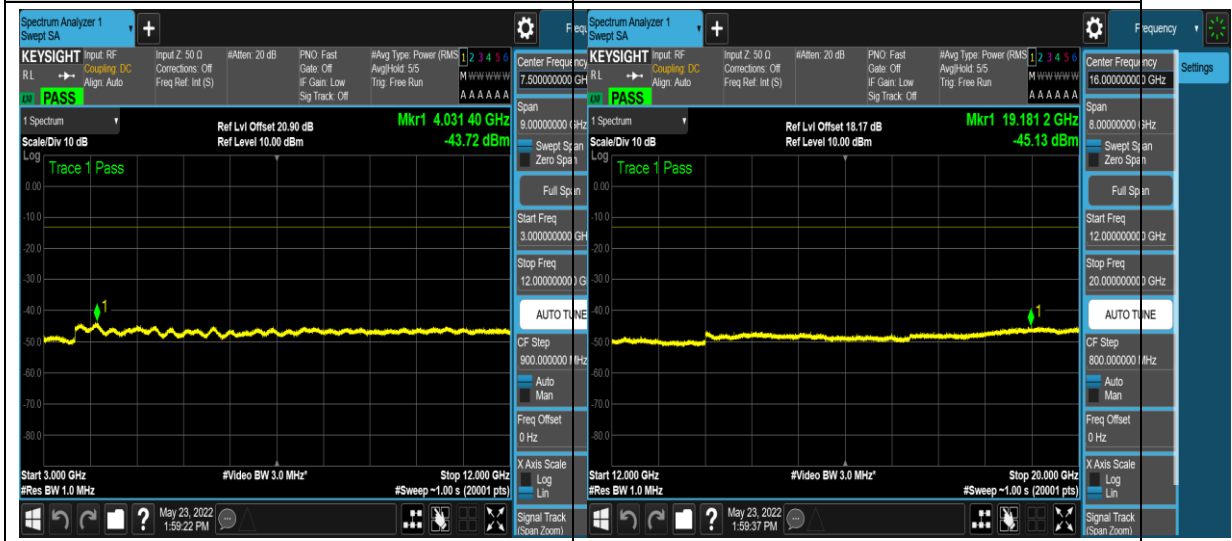 Spectrum Analyzer 1
Swept SA
+
KEYSIGHT
RL
Input: RF
Coupling: DC
Align: Auto
Input Z: 50 Ω
Corrections: Off
Freq Ref: Int (S)
#Atten: 20 dB
PNO: Fast
Gate: Off
IF Gain: Low
Sig Track: Off
#Avg Type: Power (RMS
Avg|Hold: 5/5
Trig: Free Run
1 2 3 4 5 6
M W W W W W
A A A A A A
PASS
1 Spectrum
Scale/Div 10 dB
Log
Ref Lvl Offset 20.90 dB
Ref Level 10.00 dBm
Mkr1 4.031 40 GHz
-43.72 dBm
Trace 1 Pass
0.00
-10.0
-20.0
-30.0
-40.0
-50.0
-60.0
-70.0
-80.0
1
Start 3.000 GHz
#Res BW 1.0 MHz
#Video BW 3.0 MHz*
Stop 12.000 GHz
#Sweep ~1.00 s (20001 pts)
?
May 23, 2022
1:59:22 PM
Frequ
Center Frequency
7.500000000 GHz
Span
9.00000000 GHz
Swept Span
Zero Span
Full Span
Start Freq
3.000000000 GH
Stop Freq
12.00000000 G
AUTO TUNE
CF Step
900.000000 MHz
Auto
Man
Freq Offset
0 Hz
X Axis Scale
Log
Lin
Signal Track
(Span Zoom)
Spectrum Analyzer 1
Swept SA
+
KEYSIGHT
RL
Input: RF
Coupling: DC
Align: Auto
Input Z: 50 Ω
Corrections: Off
Freq Ref: Int (S)
#Atten: 20 dB
PNO: Fast
Gate: Off
IF Gain: Low
Sig Track: Off
#Avg Type: Power (RMS
Avg|Hold: 5/5
Trig: Free Run
1 2 3 4 5 6
M W W W W W
A A A A A A
PASS
1 Spectrum
Scale/Div 10 dB
Log
Ref Lvl Offset 18.17 dB
Ref Level 10.00 dBm
Mkr1 19.181 2 GHz
-45.13 dBm
Trace 1 Pass
0.00
-10.0
-20.0
-30.0
-40.0
-50.0
-60.0
-70.0
-80.0
1
Start 12.000 GHz
#Res BW 1.0 MHz
#Video BW 3.0 MHz*
Stop 20.000 GHz
#Sweep ~1.00 s (20001 pts)
?
May 23, 2022
1:59:37 PM
Frequency
Settings
Center Frequency
16.000000000 GHz
Span
8.00000000 GHz
Swept Span
Zero Span
Full Span
Start Freq
12.000000000 GHz
Stop Freq
20.000000000 GHz
AUTO TUNE
CF Step
800.000000 MHz
Auto
Man
Freq Offset
0 Hz
X Axis Scale
Log
Lin
Signal Track
(Span Zoom)